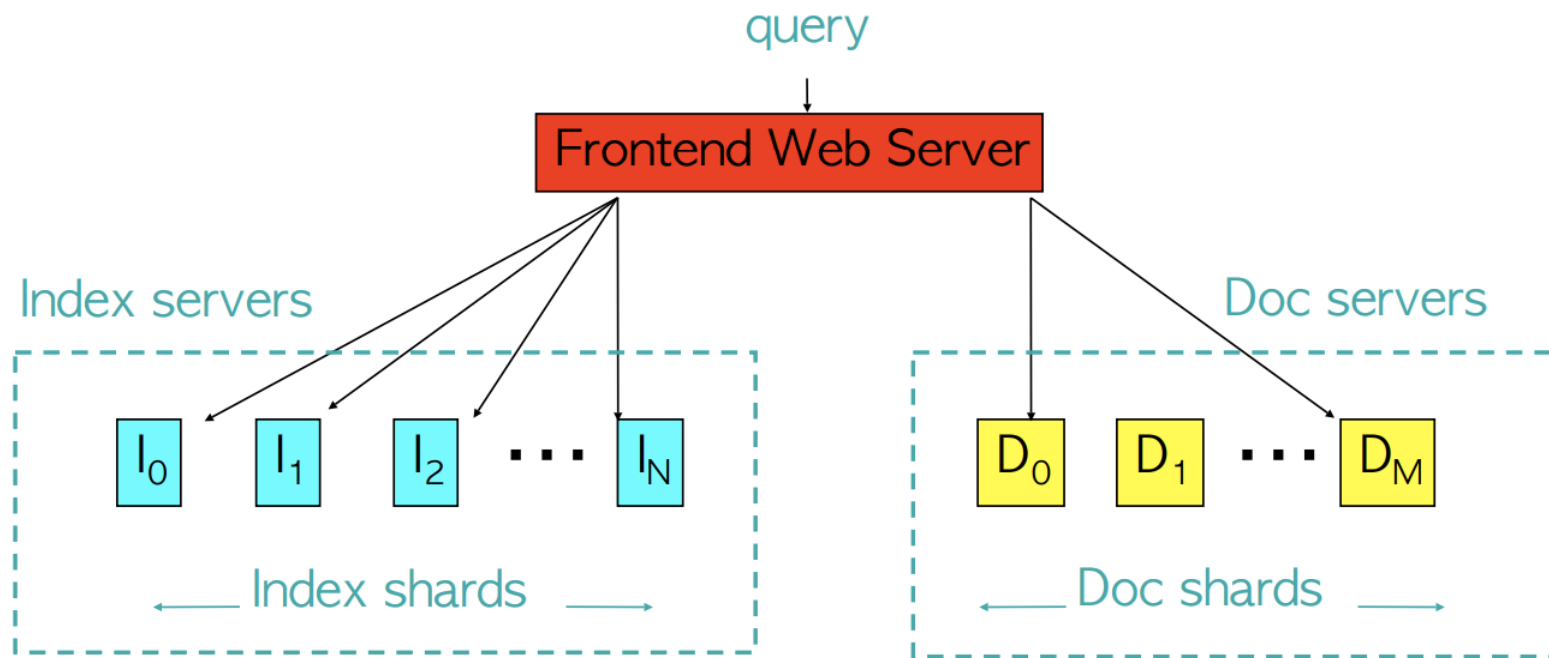 query
Frontend Web Server
Index servers
Doc servers
I0 I1 I2 ... IN
D0 D1 ... DM
Index shards
Doc shards